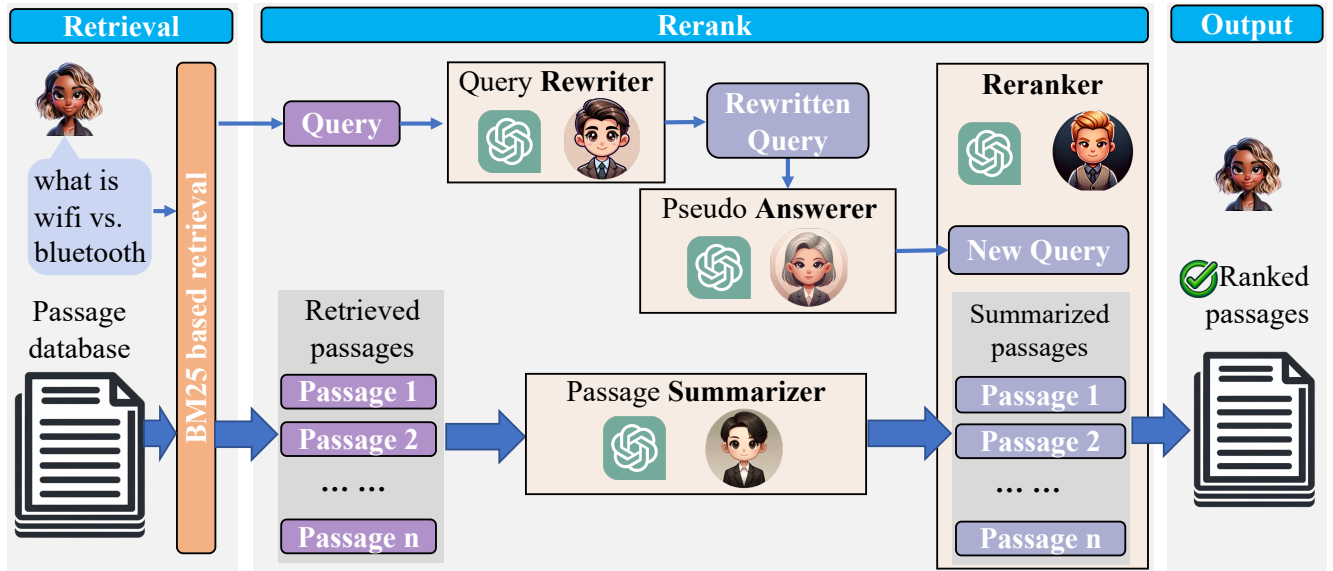 Retrieval
what is
wifi vs.
bluetooth
Passage
database
BM25 based retrieval
Rerank
Query
Query Rewriter
Rewritten
Query
Pseudo Answerer
Retrieved
passages
Passage 1
Passage 2
... ...
Passage n
Passage Summarizer
Reranker
New Query
Summarized
passages
Passage 1
Passage 2
... ...
Passage n
Output
Ranked
passages